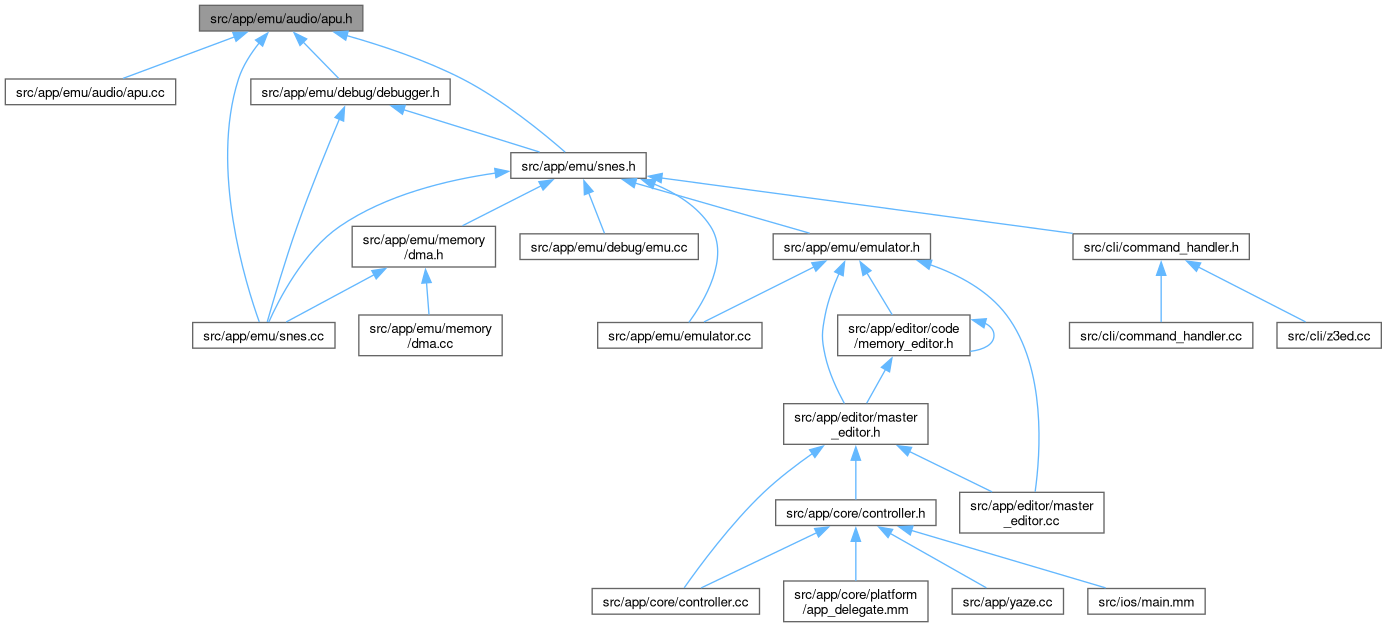 src/app/emu/audio/apu.h
src/app/emu/audio/apu.cc
src/app/emu/debug/debugger.h
src/app/emu/snes.h
src/app/emu/memory
/dma.h
src/app/emu/debug/emu.cc
src/app/emu/emulator.h
src/cli/command_handler.h
src/app/emu/snes.cc
src/app/emu/memory
/dma.cc
src/app/emu/emulator.cc
src/app/editor/code
/memory_editor.h
src/cli/command_handler.cc
src/cli/z3ed.cc
src/app/editor/master
_editor.h
src/app/core/controller.h
src/app/editor/master
_editor.cc
src/app/core/controller.cc
src/app/core/platform
/app_delegate.mm
src/app/yaze.cc
src/ios/main.mm